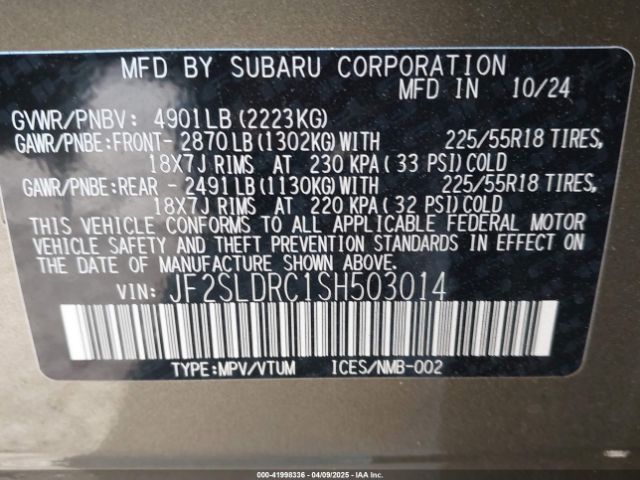 MFD BY SUBARU CORPORATION
MFD IN 10/24
GVWR/PNBV: 4901LB (2223KG)
GAWR/PNBE:FRONT- 2870LB(1302KG)WITH 225/55R18 TIRES,
18X7J RIMS AT 230 KPA (33 PSI)COLD
GAWR/PNBE:REAR - 2491LB(1130KG)WITH 225/55R18 TIRES,
18X7J RIMS AT 220 KPA (32 PSI)COLD
THIS VEHICLE CONFORMS TO ALL APPLICABLE FEDERAL MOTOR
VEHICLE SAFETY AND THEFT PREVENTION STANDARDS IN EFFECT ON
THE DATE OF MANUFACTURE SHOWN ABOVE.
VIN: JF2SLDRC1SH503014
TYPE:MPV/VTUM ICES/NMB-002
000-41998336 - 04/09/2025 - IAA Inc.